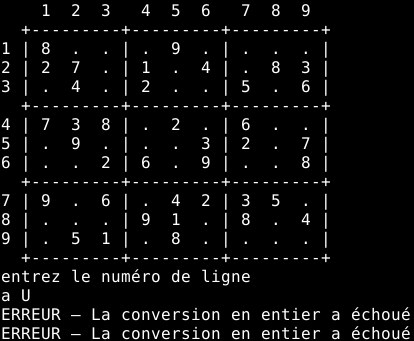 1  2  3   4  5  6   7  8  9
  +---------+---------+---------+
1 | 8  .  . | .  9  . | .  .  . |
2 | 2  7  . | 1  .  4 | .  8  3 |
3 | .  4  . | 2  .  . | 5  .  6 |
  +---------+---------+---------+
4 | 7  3  8 | .  2  . | 6  .  . |
5 | .  9  . | .  .  3 | 2  .  7 |
6 | .  .  2 | 6  .  9 | .  .  8 |
  +---------+---------+---------+
7 | 9  .  6 | .  4  2 | 3  5  . |
8 | .  .  . | 9  1  . | 8  .  4 |
9 | .  5  1 | .  8  . | .  .  . |
  +---------+---------+---------+
entrez le numéro de ligne
a U
ERREUR – La conversion en entier a échoué
ERREUR – La conversion en entier a échoué